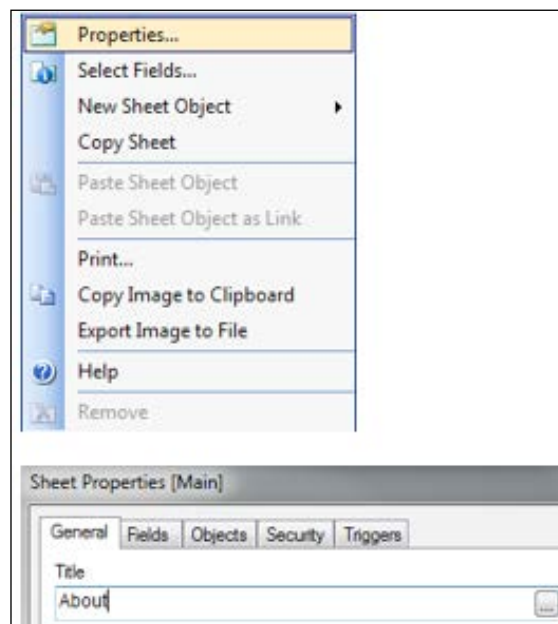 Properties...
Select Fields...
New Sheet Object
Copy Sheet
Paste Sheet Object
Paste Sheet Object as Link
Print...
Copy Image to Clipboard
Export Image to File
Help
Remove
Sheet Properties [Main]
General Fields Objects Security Triggers
Title
About
...